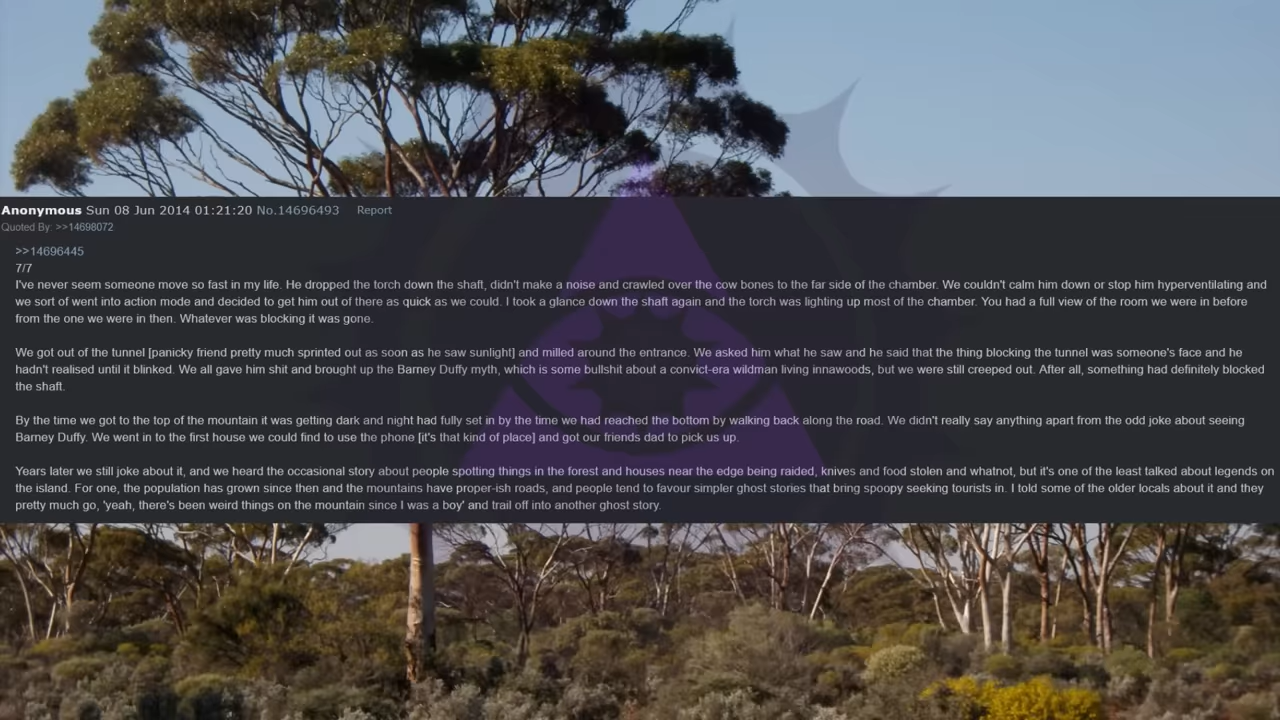 Anonymous Sun 08 Jun 2014 01:21:20 No.14696493 Report
Quoted By: >>14698072
>>14696445
7/7
I've never seem someone move so fast in my life. He dropped the torch down the shaft, didn't make a noise and crawled over the cow bones to the far side of the chamber. We couldn't calm him down or stop him hyperventilating and
we sort of went into action mode and decided to get him out of there as quick as we could. I took a glance down the shaft again and the torch was lighting up most of the chamber. You had a full view of the room we were in before
from the one we were in then. Whatever was blocking it was gone.
We got out of the tunnel [panicky friend pretty much sprinted out as soon as he saw sunlight] and milled around the entrance. We asked him what he saw and he said that the thing blocking the tunnel was someone's face and he
hadn't realised until it blinked. We all gave him shit and brought up the Barney Duffy myth, which is some bullshit about a convict-era wildman living innawoods, but we were still creeped out. After all, something had definitely blocked
the shaft.
By the time we got to the top of the mountain it was getting dark and night had fully set in by the time we had reached the bottom by walking back along the road. We didn't really say anything apart from the odd joke about seeing
Barney Duffy. We went in to the first house we could find to use the phone [it's that kind of place] and got our friends dad to pick us up.
Years later we still joke about it, and we heard the occasional story about people spotting things in the forest and houses near the edge being raided, knives and food stolen and whatnot, but it's one of the least talked about legends on
the island. For one, the population has grown since then and the mountains have proper-ish roads, and people tend to favour simpler ghost stories that bring spoopy seeking tourists in. I told some of the older locals about it and they
pretty much go, 'yeah, there's been weird things on the mountain since I was a boy' and trail off into another ghost story.